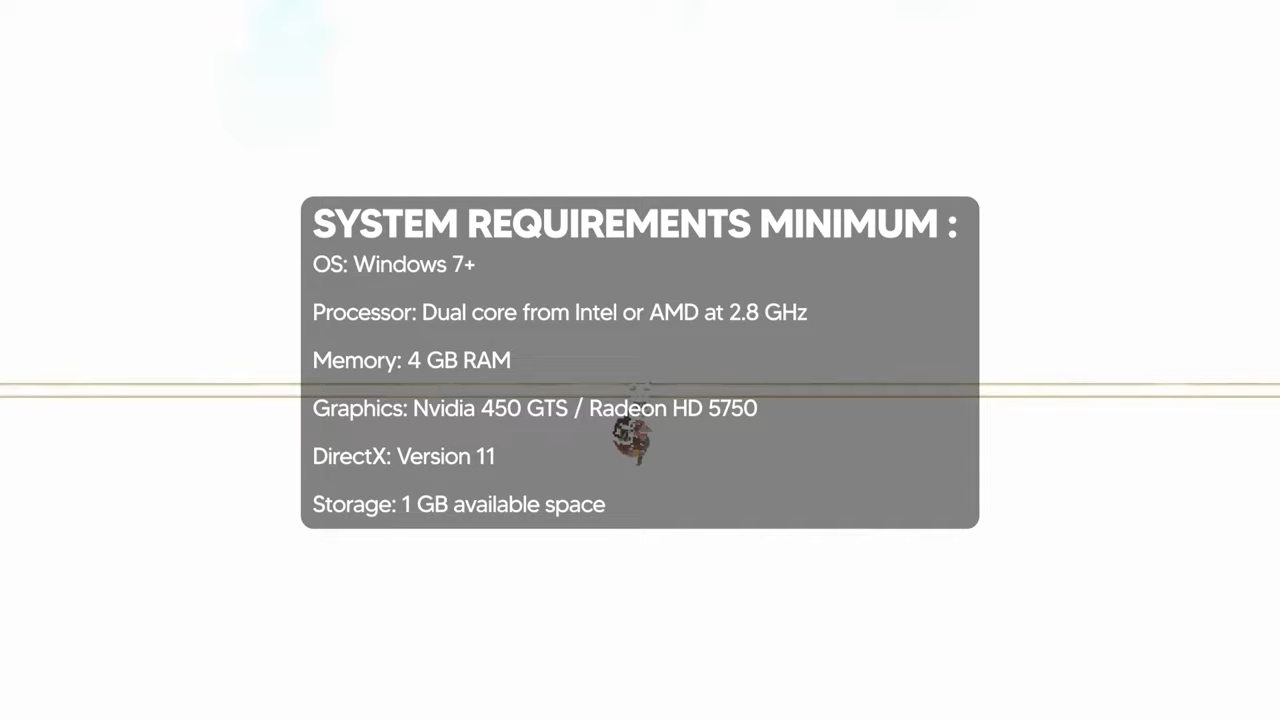 SYSTEM REQUIREMENTS MINIMUM :
OS: Windows 7+
Processor: Dual core from Intel or AMD at 2.8 GHz
Memory: 4 GB RAM
Graphics: Nvidia 450 GTS / Radeon HD 5750
DirectX: Version 11
Storage: 1 GB available space